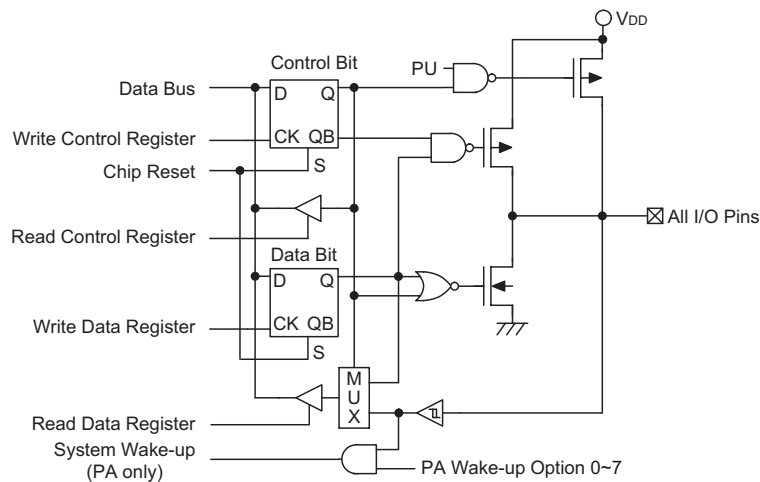 VDD
Control Bit
PU
Data Bus
D Q
Write Control Register
CK QB
Chip Reset
S
All I/O Pins
Read Control Register
Data Bit
D Q
Write Data Register
CK QB
S
M
U
X
Read Data Register
System Wake-up
(PA only)
PA Wake-up Option 0~7